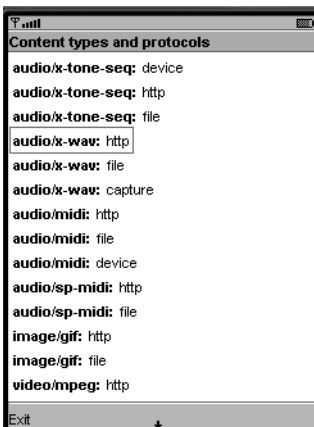 Content types and protocols
audio/x-tone-seq: device
audio/x-tone-seq: http
audio/x-tone-seq: file
audio/x-wav: http
audio/x-wav: file
audio/x-wav: capture
audio/midi: http
audio/midi: file
audio/midi: device
audio/sp-midi: http
audio/sp-midi: file
image/gif: http
image/gif: file
video/mpeg: http
Exit